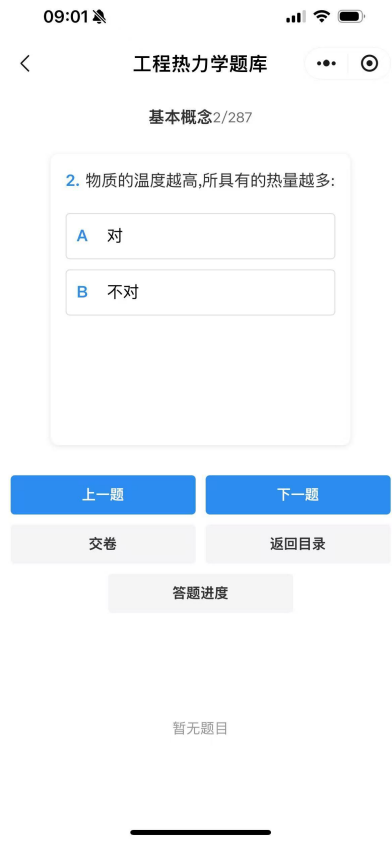 09:01
工程热力学题库
基本概念2/287
2. 物质的温度越高,所具有的热量越多:
A 对
B 不对
上一题 下一题
交卷 返回目录
答题进度
暂无题目